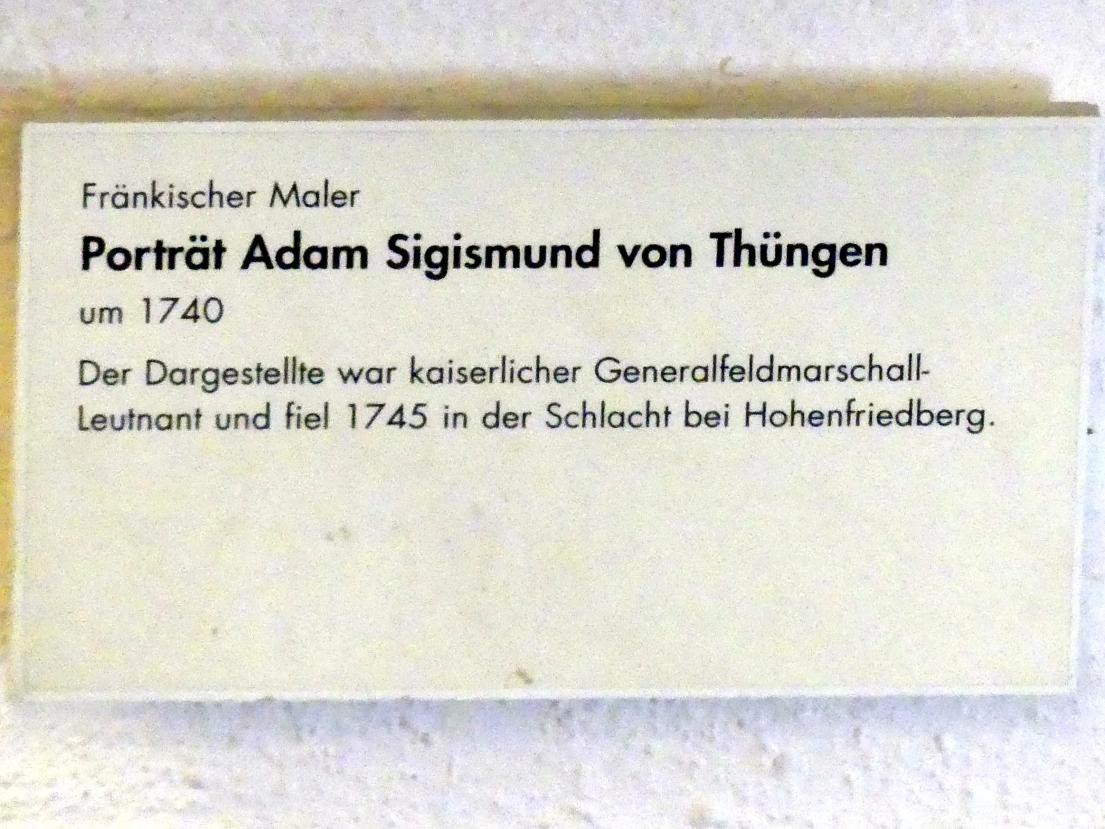 Fränkischer Maler
Porträt Adam Sigismund von Thüngen
um 1740
Der Dargestellte war kaiserlicher Generalfeldmarschall-
Leutnant und fiel 1745 in der Schlacht bei Hohenfriedberg.